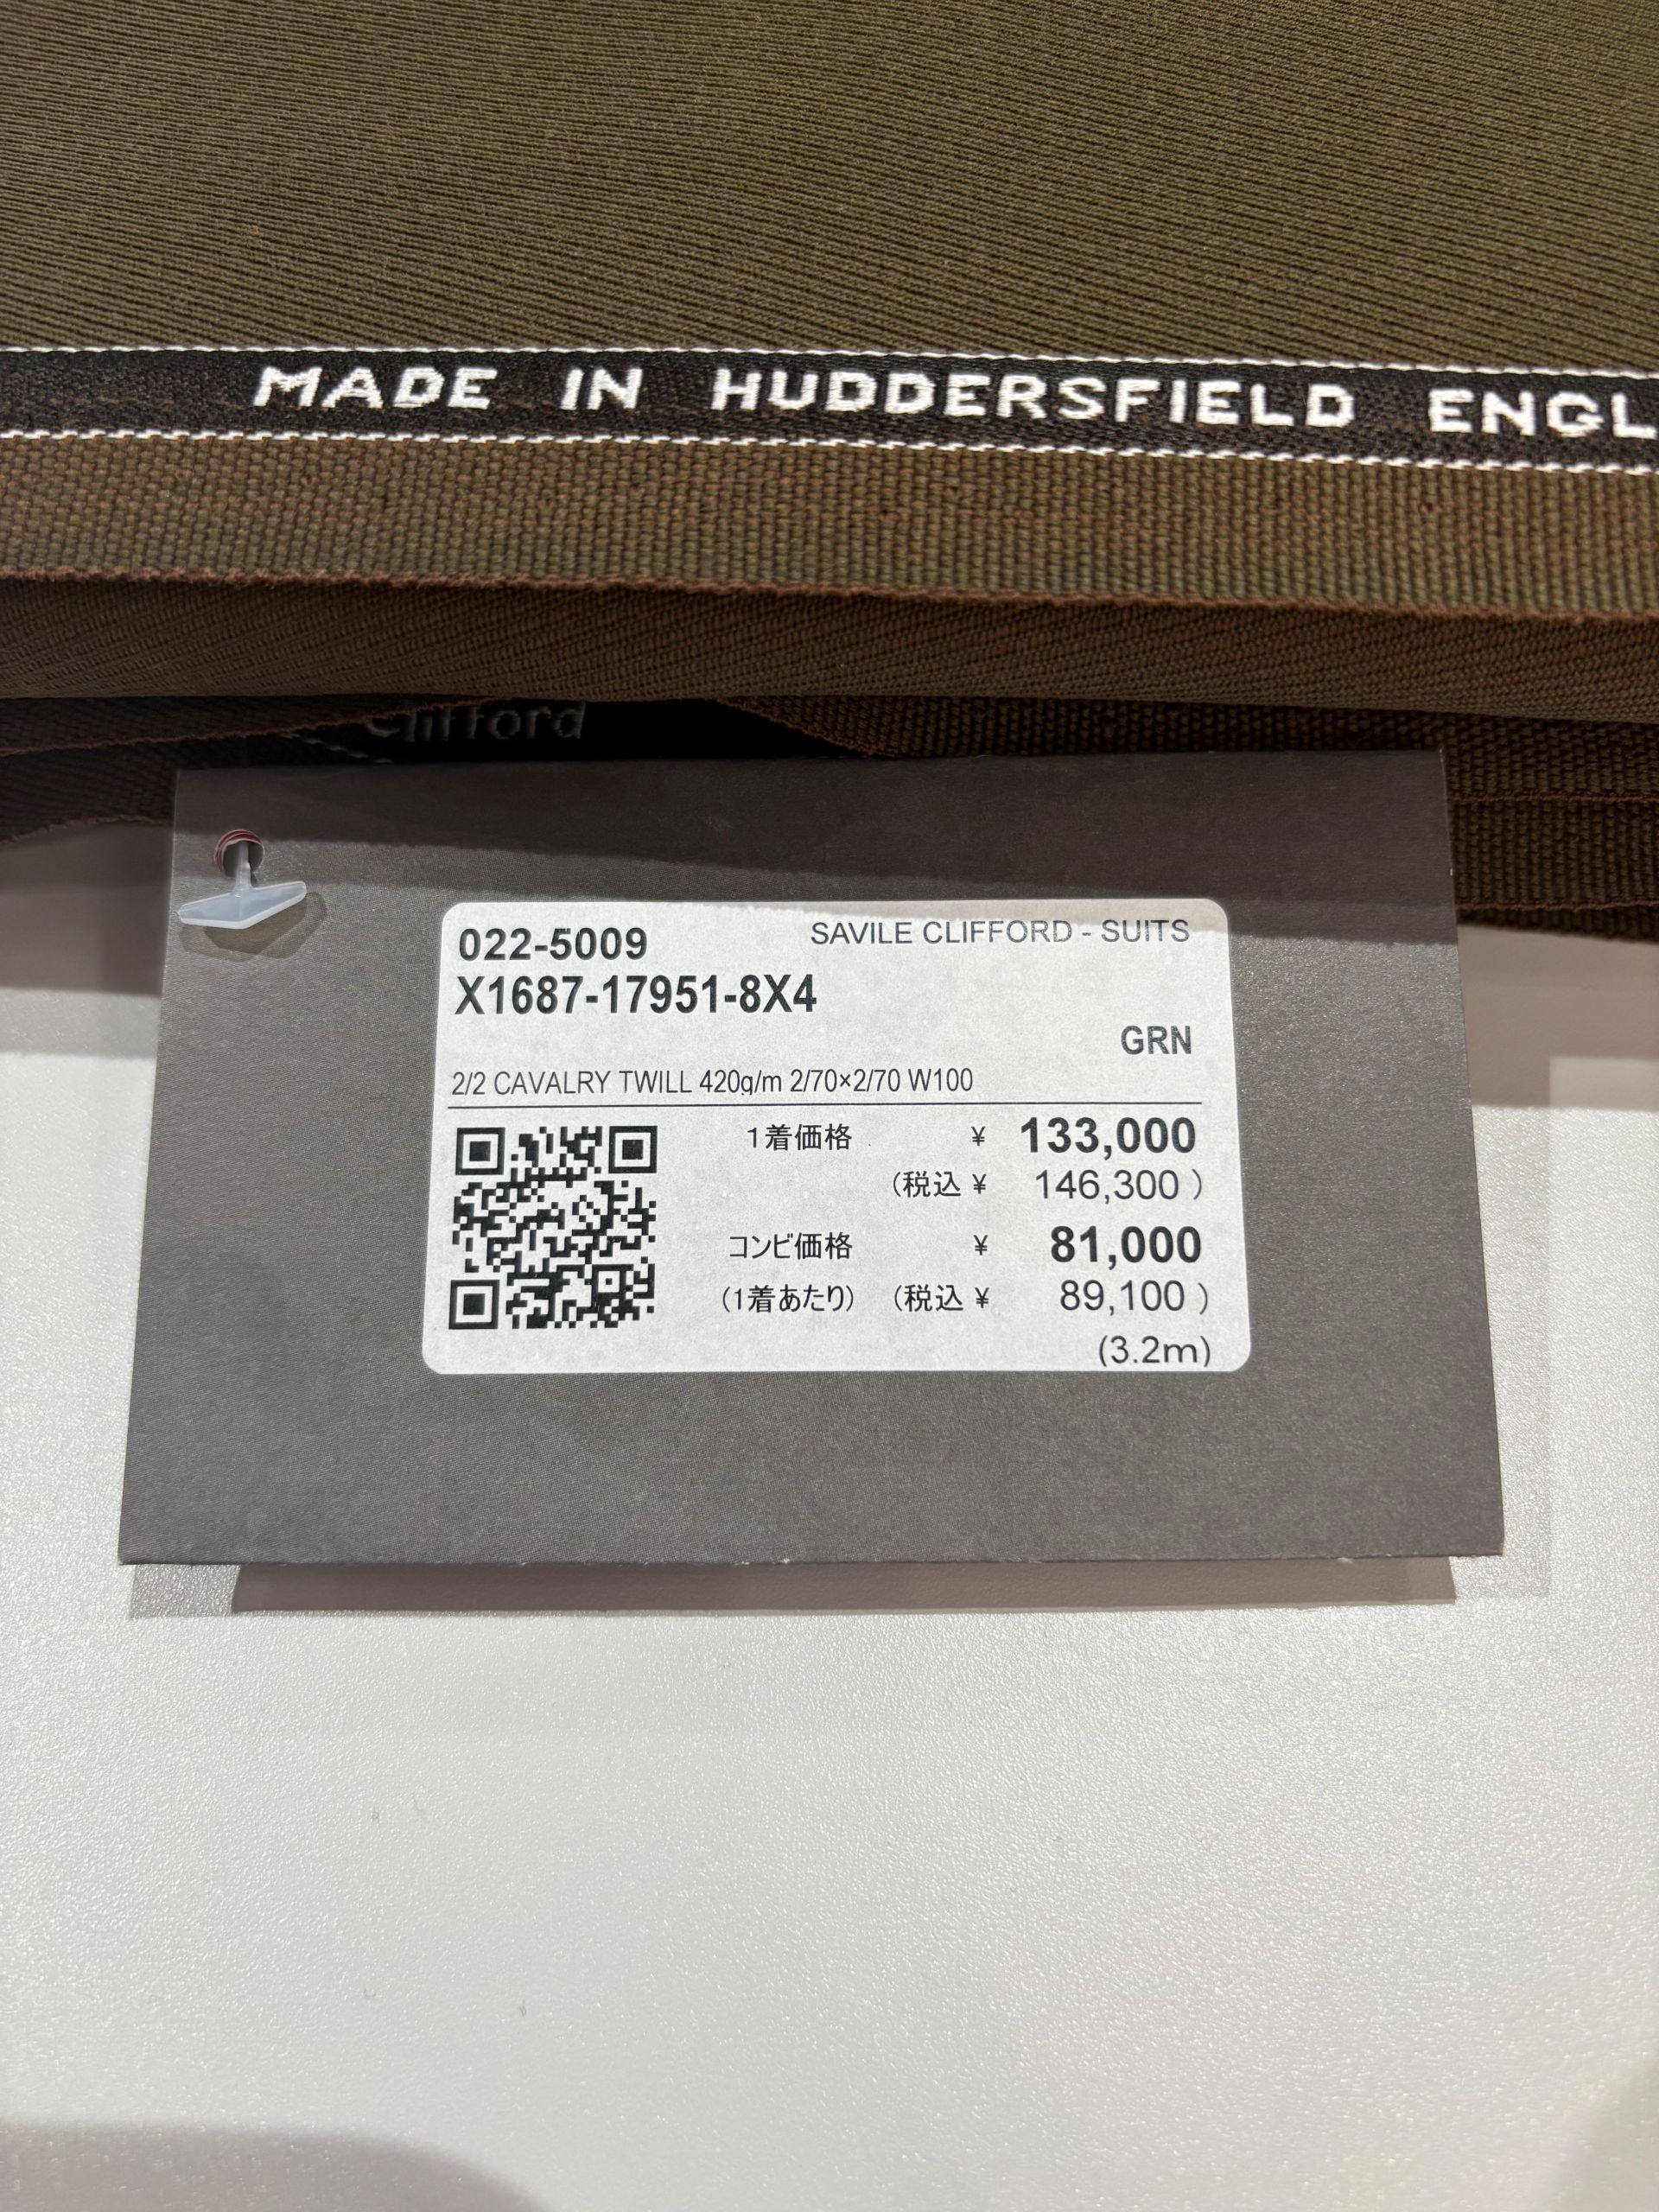 MADE IN HUDDERSFIELD ENGL
Clifford
022-5009
SAVILE CLIFFORD - SUITS
X1687-17951-8X4
GRN
2/2 CAVALRY TWILL 420g/m 2/70×2/70 W100
1着価格 ¥ 133,000
(税込 ¥ 146,300)
コンビ価格 ¥ 81,000
(1着あたり) (税込 ¥ 89,100)
(3.2m)